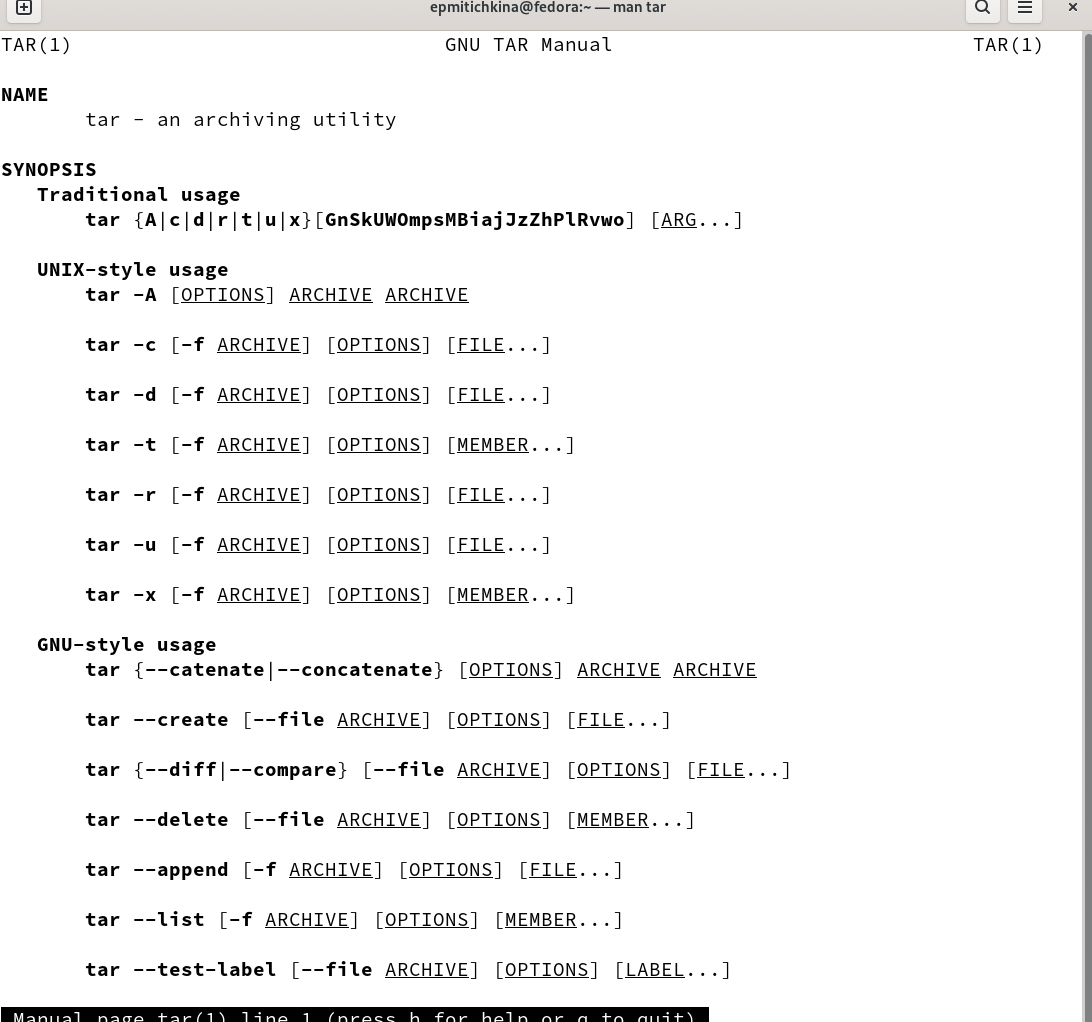 epmitichkina@fedora:~ — man tar
TAR(1) GNU TAR Manual TAR(1)
NAME
tar - an archiving utility
SYNOPSIS
Traditional usage
tar {A|c|d|r|t|u|x}[GnSkUWOmpsMBiajJzZhPlRvwo] [ARG...]
UNIX-style usage
tar -A [OPTIONS] ARCHIVE ARCHIVE
tar -c [-f ARCHIVE] [OPTIONS] [FILE...]
tar -d [-f ARCHIVE] [OPTIONS] [FILE...]
tar -t [-f ARCHIVE] [OPTIONS] [MEMBER...]
tar -r [-f ARCHIVE] [OPTIONS] [FILE...]
tar -u [-f ARCHIVE] [OPTIONS] [FILE...]
tar -x [-f ARCHIVE] [OPTIONS] [MEMBER...]
GNU-style usage
tar {--catenate|--concatenate} [OPTIONS] ARCHIVE ARCHIVE
tar --create [--file ARCHIVE] [OPTIONS] [FILE...]
tar {--diff|--compare} [--file ARCHIVE] [OPTIONS] [FILE...]
tar --delete [--file ARCHIVE] [OPTIONS] [MEMBER...]
tar --append [-f ARCHIVE] [OPTIONS] [FILE...]
tar --list [-f ARCHIVE] [OPTIONS] [MEMBER...]
tar --test-label [--file ARCHIVE] [OPTIONS] [LABEL...]
Manual page tar(1) line 1 (press h for help or q to quit)